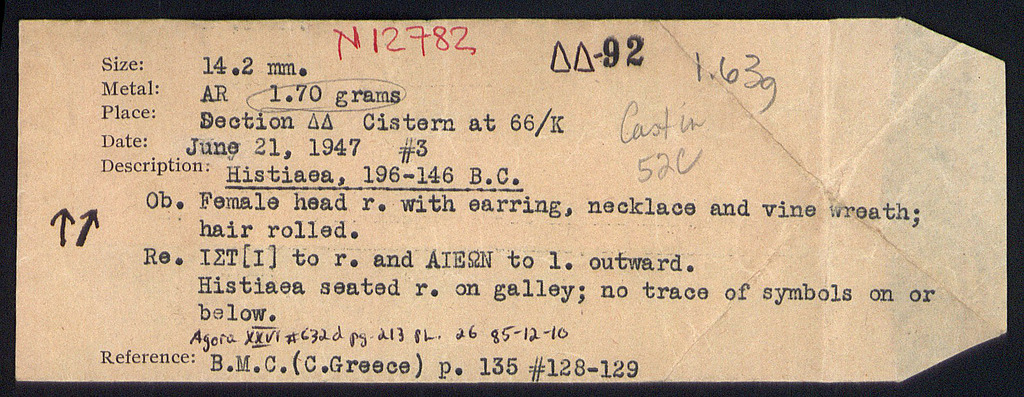 N 12782
ΔΔ-92
1.63g
Size: 14.2 mm.
Metal: AR 1.70 grams
Place: Section ΔΔ Cistern at 66/K
Cast in
52C
Date: June 21, 1947 #3
Description: Histiaea, 196-146 B.C.
Ob. Female head r. with earring, necklace and vine wreath;
hair rolled.
↑↗
Re. ΙΣΤ[Ι] to r. and ΑΙΕΩΝ to l. outward.
Histiaea seated r. on galley; no trace of symbols on or
below.
Agora XXVI #632d pg. 213 PL. 26 85-12-10
Reference: B.M.C.(C.Greece) p. 135 #128-129